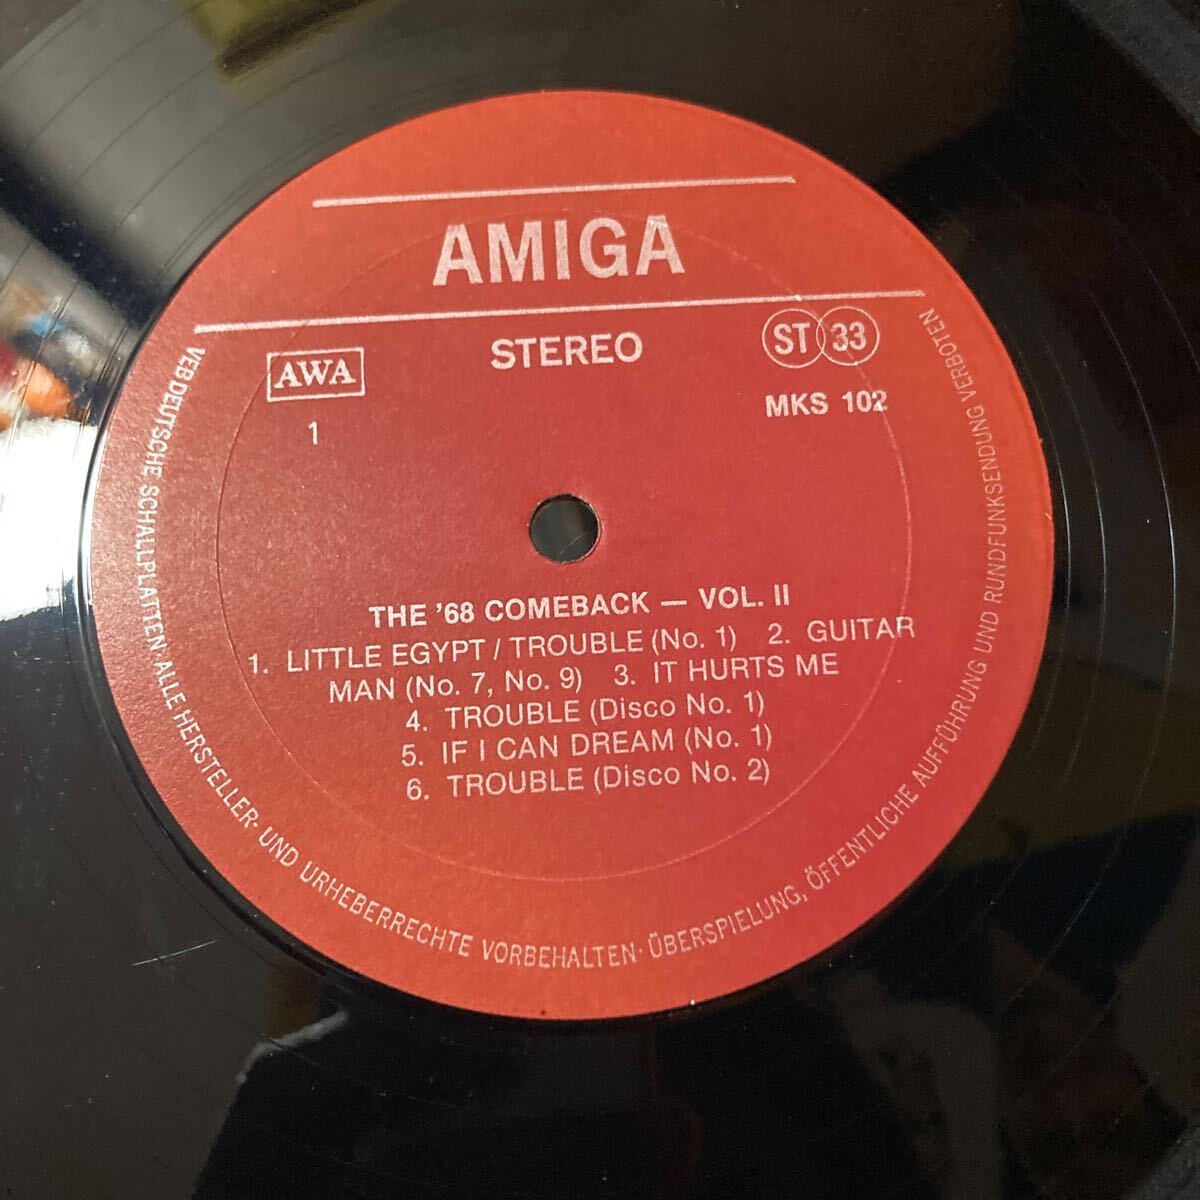 AMIGA
STEREO
AWA
ST 33
MKS 102
1
THE '68 COMEBACK — VOL. II
1. LITTLE EGYPT / TROUBLE (No. 1) 2. GUITAR
MAN (No. 7, No. 9) 3. IT HURTS ME
4. TROUBLE (Disco No. 1)
5. IF I CAN DREAM (No. 1)
6. TROUBLE (Disco No. 2)
VEB DEUTSCHE SCHALLPLATTEN ALLE HERSTELLER- UND URHEBERRECHTE VORBEHALTEN· ÜBERSPIELUNG, ÖFFENTLICHE AUFFÜHRUNG UND RUNDFUNKSENDUNG VERBOTEN